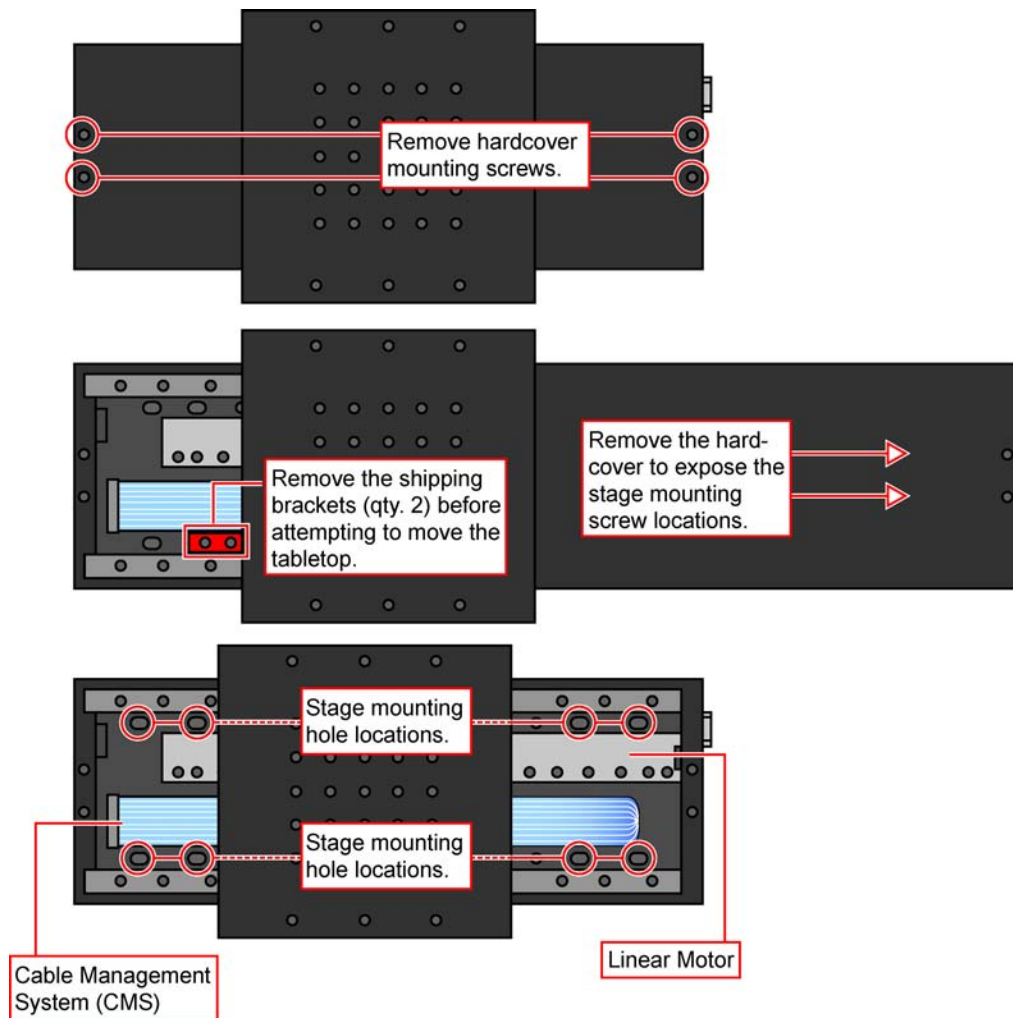 Remove hardcover
mounting screws.
Remove the shipping
brackets (qty. 2) before
attempting to move the
tabletop.
Remove the hard-
cover to expose the
stage mounting
screw locations.
Stage mounting
hole locations.
Stage mounting
hole locations.
Cable Management
System (CMS)
Linear Motor